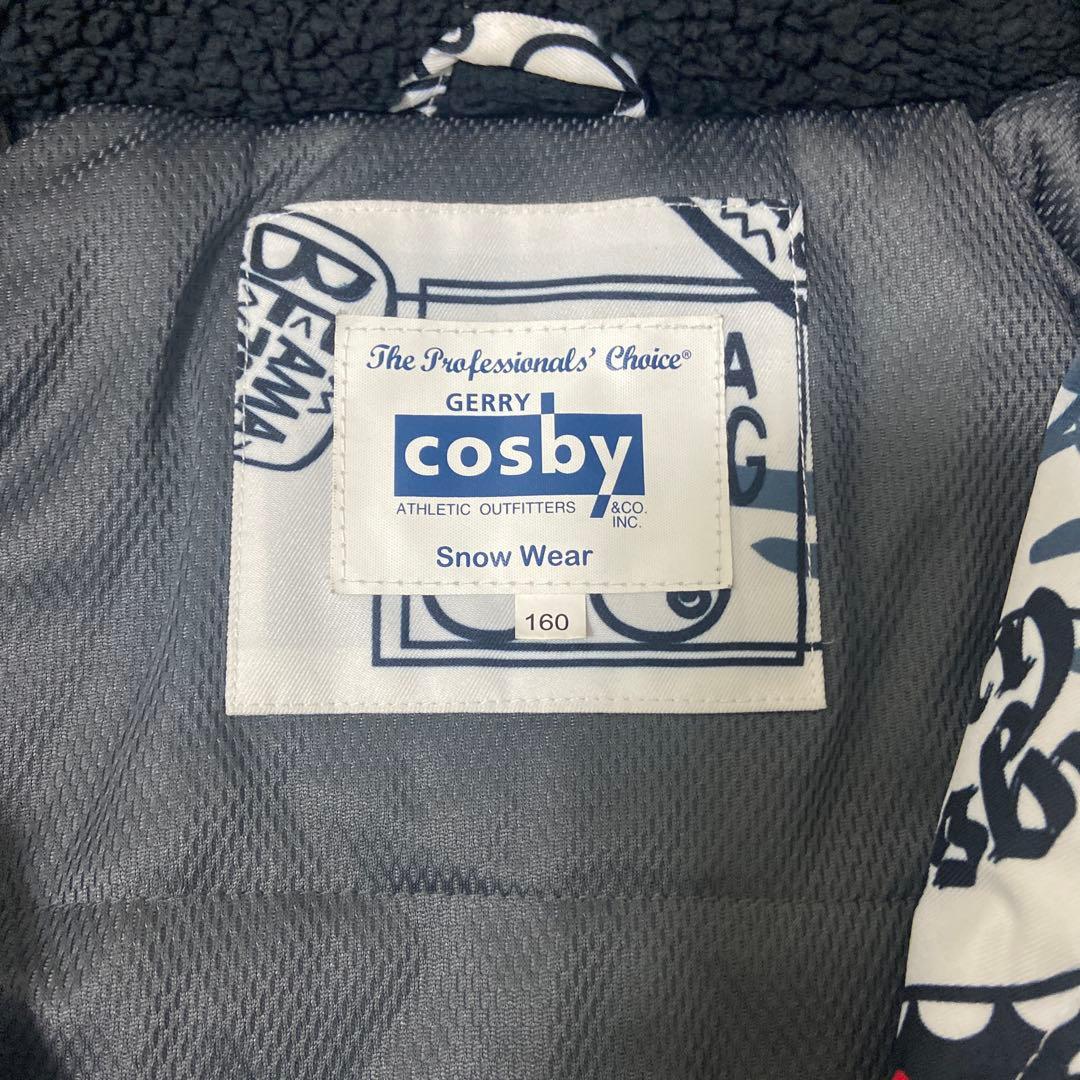 The Professionals' Choice®
GERRY
cosby
ATHLETIC OUTFITTERS &CO.
INC.
Snow Wear
160